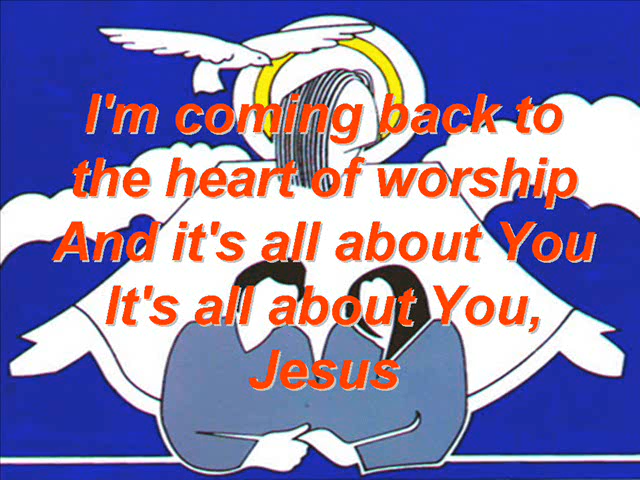 I'm coming back to
the heart of worship
And it's all about You
It's all about You,
Jesus